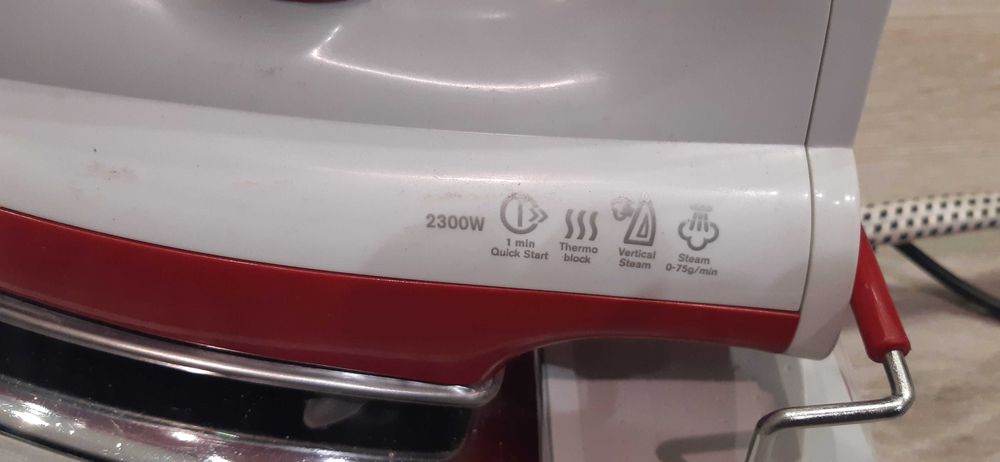 2300W
1 min
Quick Start
Thermo
block
Vertical
Steam
Steam
0-75g/min